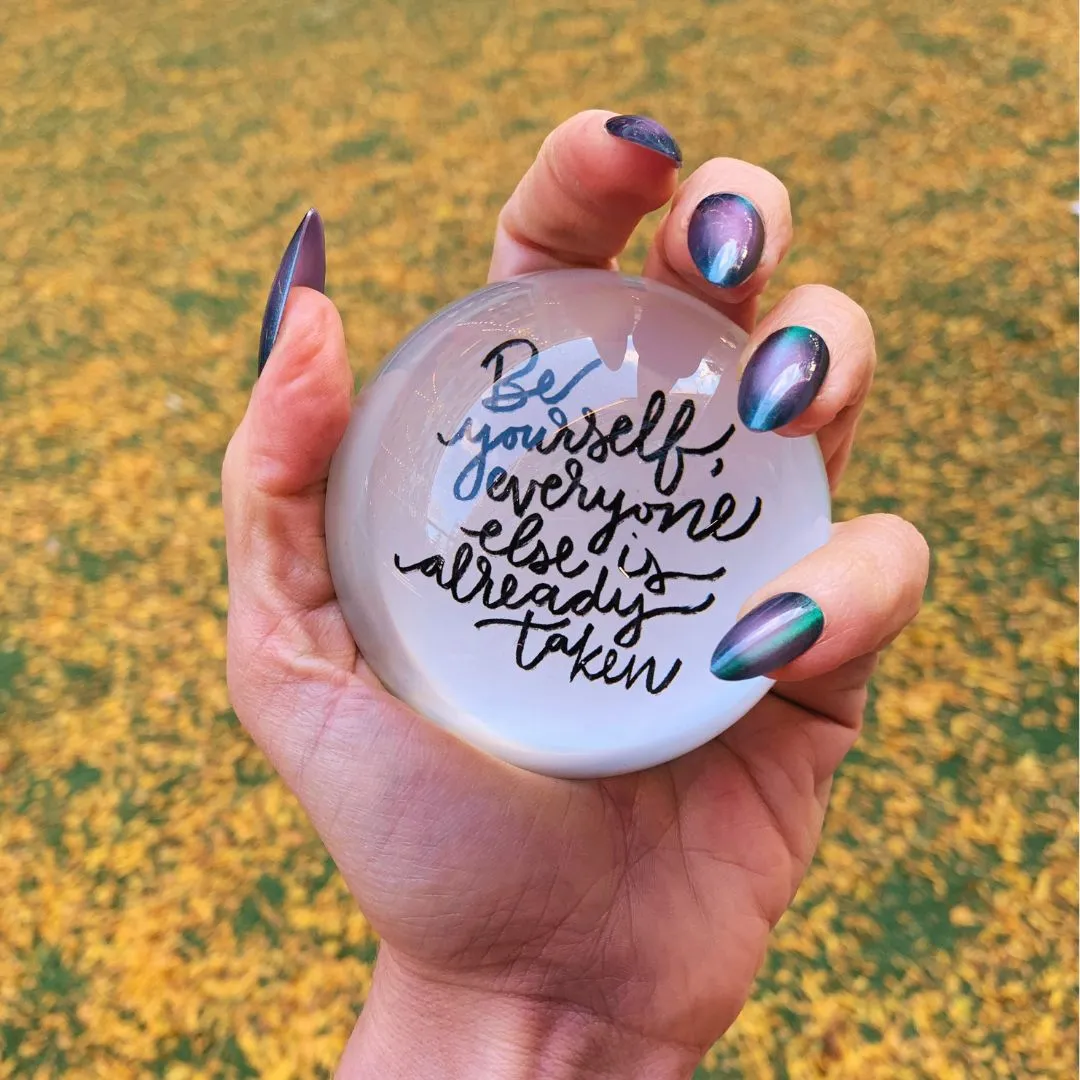 Be
yourself,
everyone
else is
already
taken